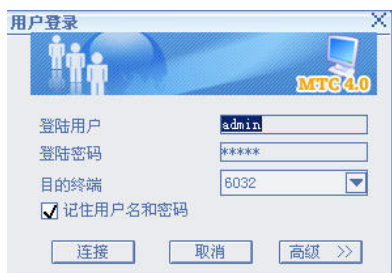 用户登录
MTC 4.0
登陆用户 admin
登陆密码 *****
目的终端 6032
记住用户名和密码
连接 取消 高级 >>